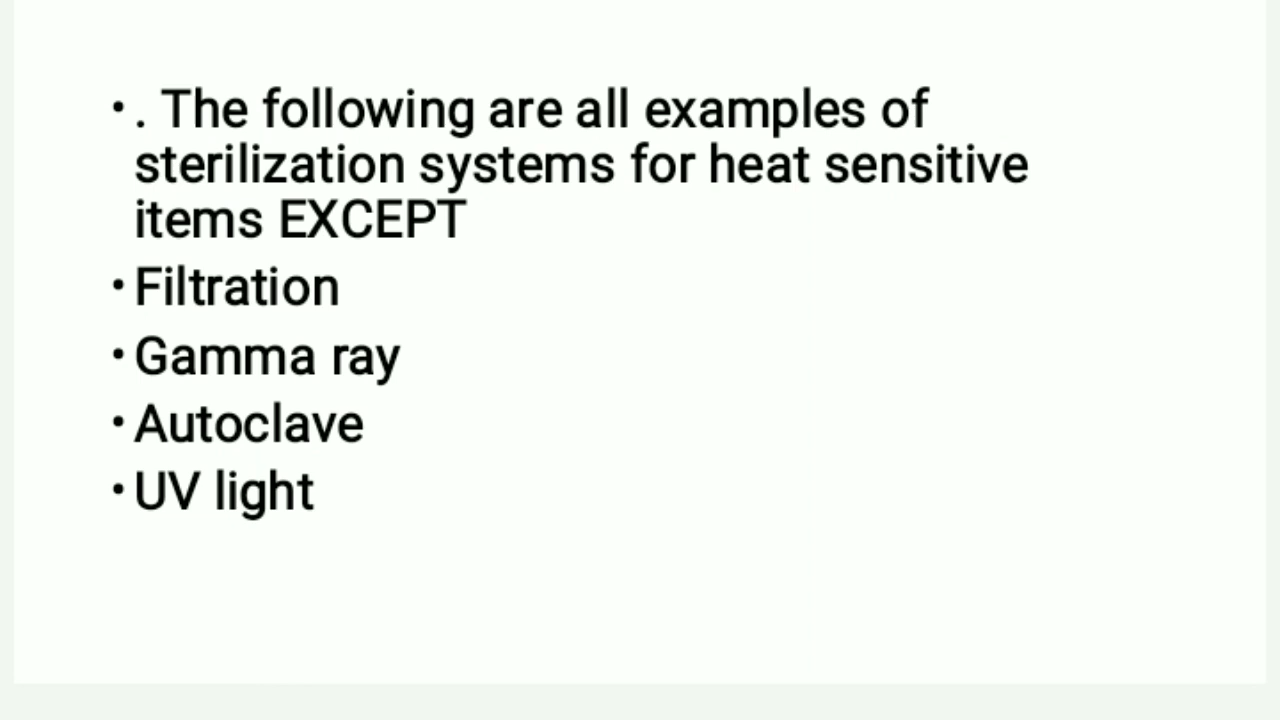 • . The following are all examples of
sterilization systems for heat sensitive
items EXCEPT
• Filtration
• Gamma ray
• Autoclave
• UV light